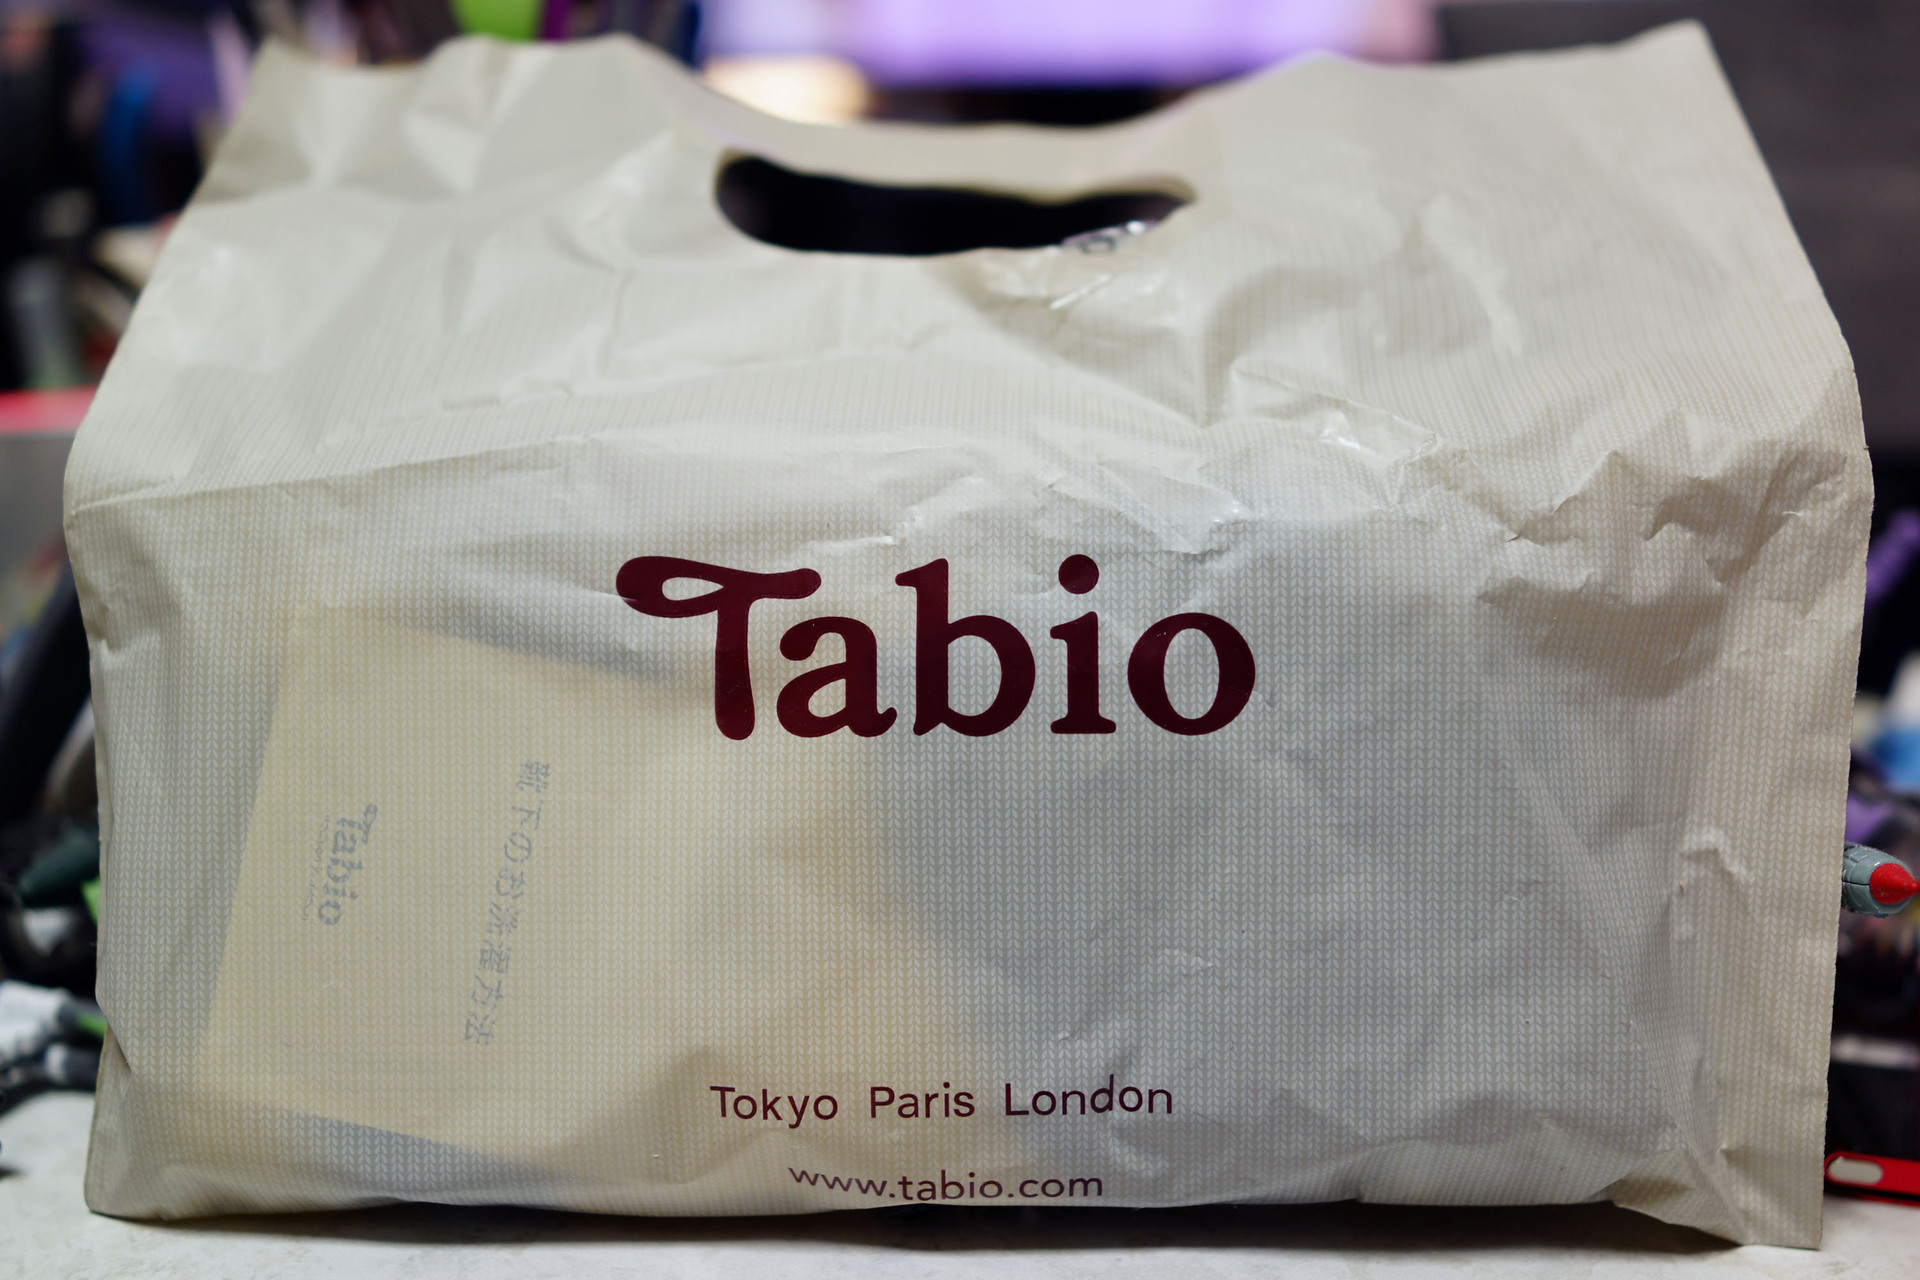 Tabio
靴下のお洗濯方法
Tabio
Tokyo Paris London
www.tabio.com